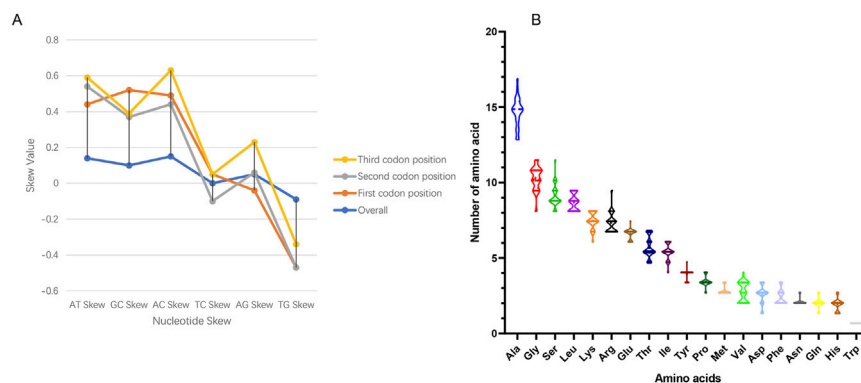 A
0.8
0.6
0.4
0.2
0
-0.2
-0.4
-0.6
Skew Value
AT Skew GC Skew AC Skew TC Skew AG Skew TG Skew
Nucleotide Skew
Third codon position
Second codon position
First codon position
Overall
B
20
15
10
5
0
Number of amino acid
Ala Gly Ser Leu Lys Arg Glu Thr Ile Tyr Pro Met Val Asp Phe Asn Gln His Trp
Amino acids